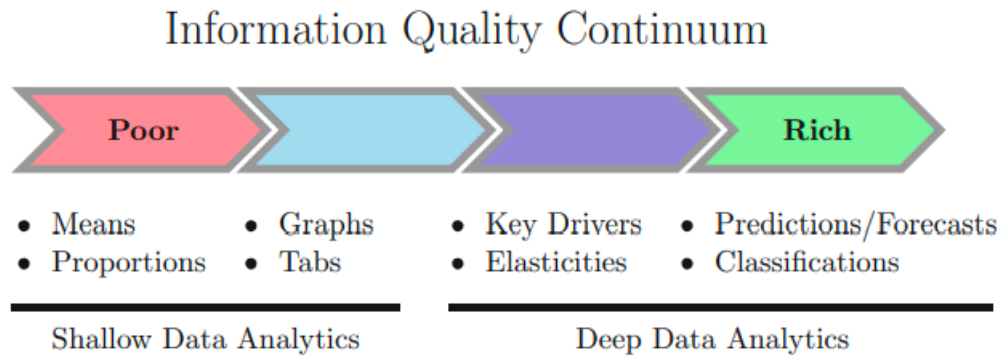 Information Quality Continuum
Poor
Rich
• Means
• Proportions
• Graphs
• Tabs
• Key Drivers
• Elasticities
• Predictions/Forecasts
• Classifications
Shallow Data Analytics
Deep Data Analytics